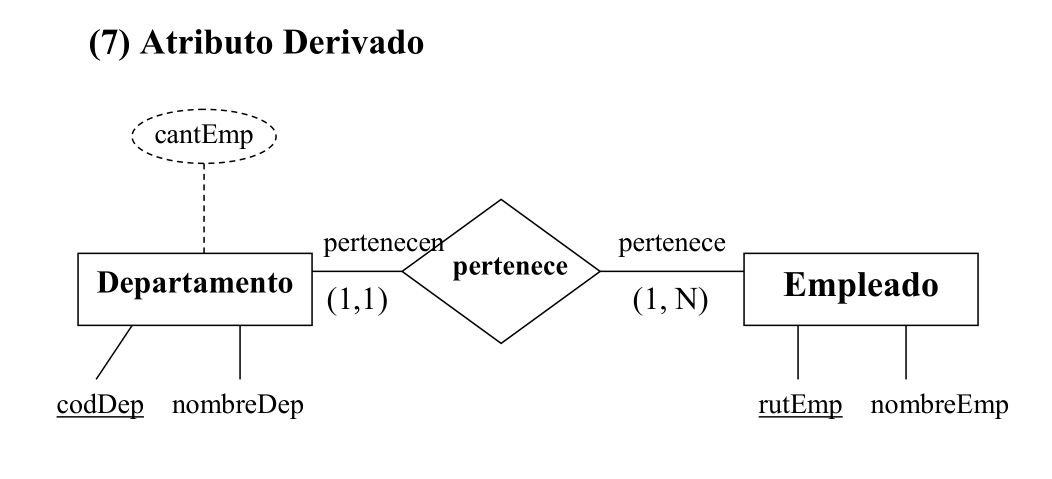 (7) Atributo Derivado
cantEmp
pertenecen
pertenece
pertenece
Departamento
Empleado
(1,1)
(1, N)
codDep
nombreDep
rutEmp
nombreEmp